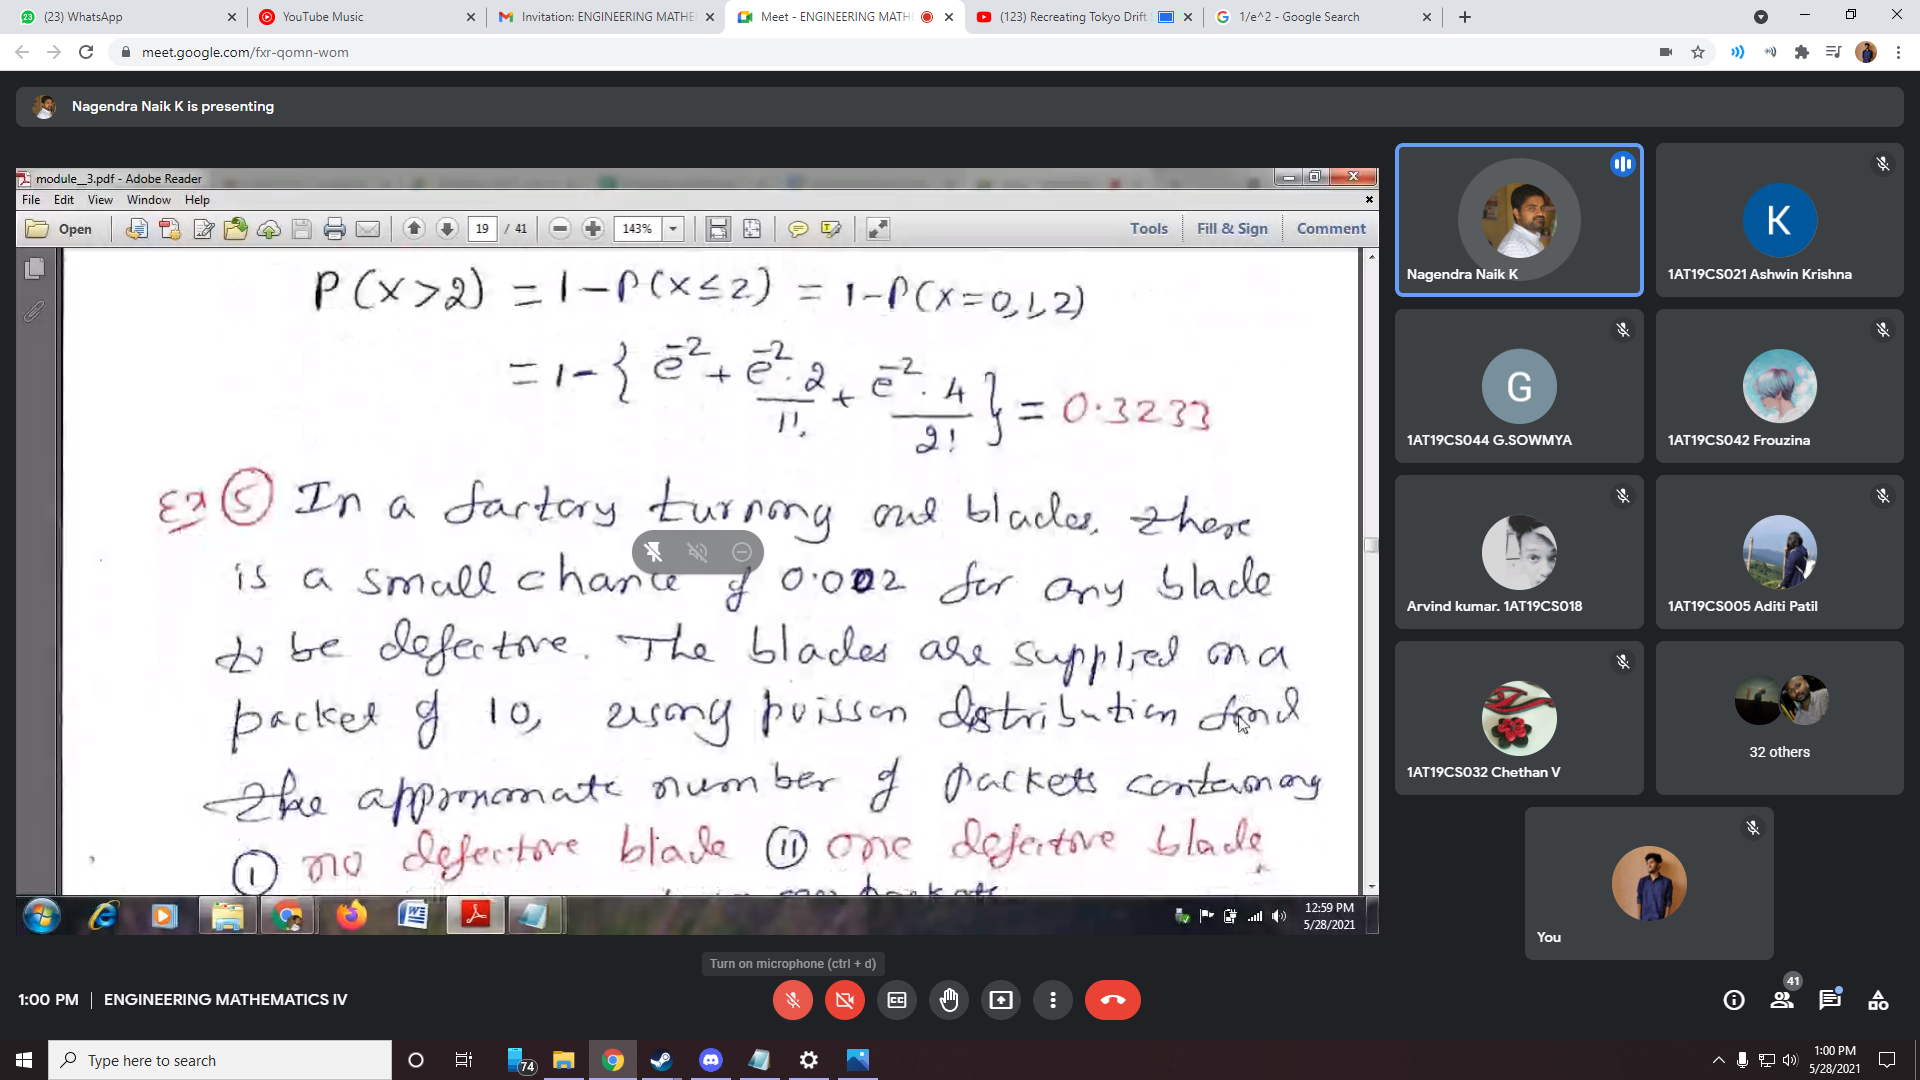 (23) WhatsApp
YouTube Music
Invitation: ENGINEERING MATHE
Meet - ENGINEERING MATH
(123) Recreating Tokyo Drift
1/e^2 - Google Search
meet.google.com/fxr-qomn-wom
Nagendra Naik K is presenting
module__3.pdf - Adobe Reader
File Edit View Window Help
Open
19 / 41
143%
Tools
Fill & Sign
Comment
P(X>2) = 1-P(X≤2) = 1-P(X=0,1,2)
= 1-{ e^-2 + e^-2 . 2/1! + e^-2 . 4/2! } = 0.3233
Ex 5 In a factory turning out blades, there
is a small chance of 0.002 for any blade
to be defective. The blades are supplied in a
packet of 10, using poisson distribution find
the approximate number of packets containing
(i) no defective blade (ii) one defective blade
12:59 PM
5/28/2021
Nagendra Naik K
1AT19CS021 Ashwin Krishna
K
G
1AT19CS044 G.SOWMYA
1AT19CS042 Frouzina
Arvind kumar. 1AT19CS018
1AT19CS005 Aditi Patil
1AT19CS032 Chethan V
32 others
You
Turn on microphone (ctrl + d)
1:00 PM | ENGINEERING MATHEMATICS IV
41
Type here to search
74
1:00 PM
5/28/2021